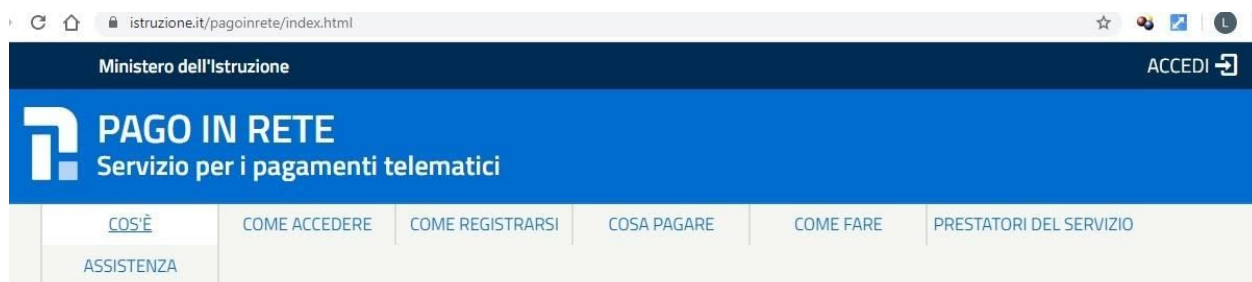 istruzione.it/pagoinrete/index.html
L
Ministero dell'Istruzione
ACCEDI
PAGO IN RETE
Servizio per i pagamenti telematici
COS'È
COME ACCEDERE
COME REGISTRARSI
COSA PAGARE
COME FARE
PRESTATORI DEL SERVIZIO
ASSISTENZA